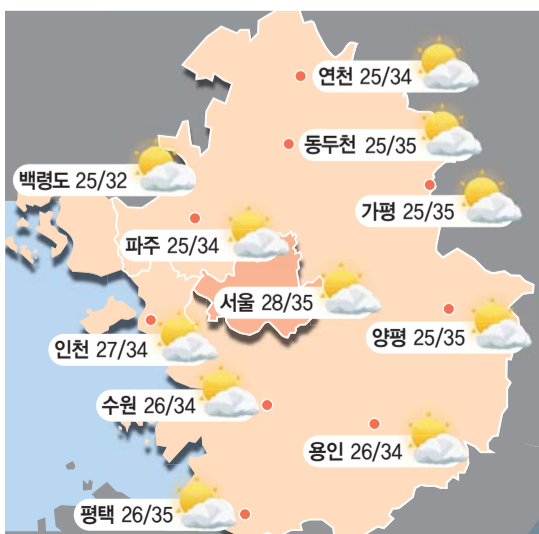 연천 25/34
동두천 25/35
백령도 25/32
가평 25/35
파주 25/34
서울 28/35
양평 25/35
인천 27/34
수원 26/34
용인 26/34
평택 26/35